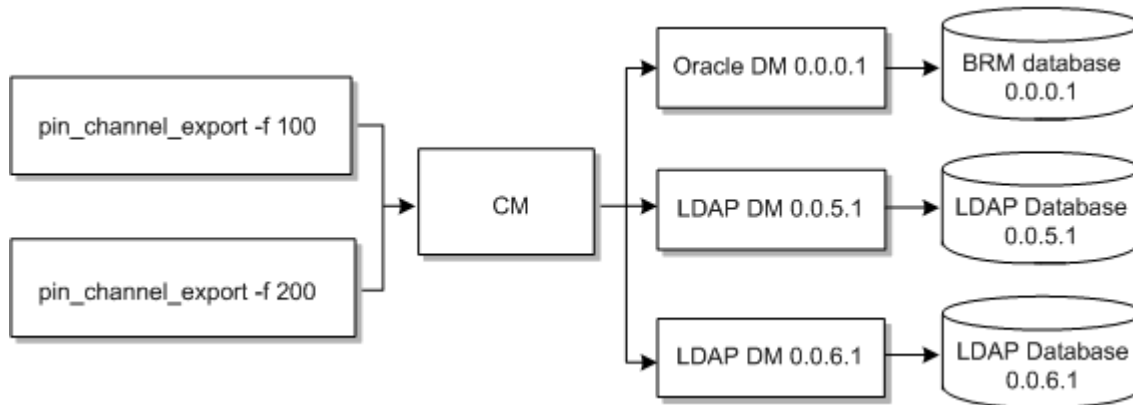 pin_channel_export -f 100
pin_channel_export -f 200
CM
Oracle DM 0.0.0.1
BRM database
0.0.0.1
LDAP DM 0.0.5.1
LDAP Database
0.0.5.1
LDAP DM 0.0.6.1
LDAP Database
0.0.6.1